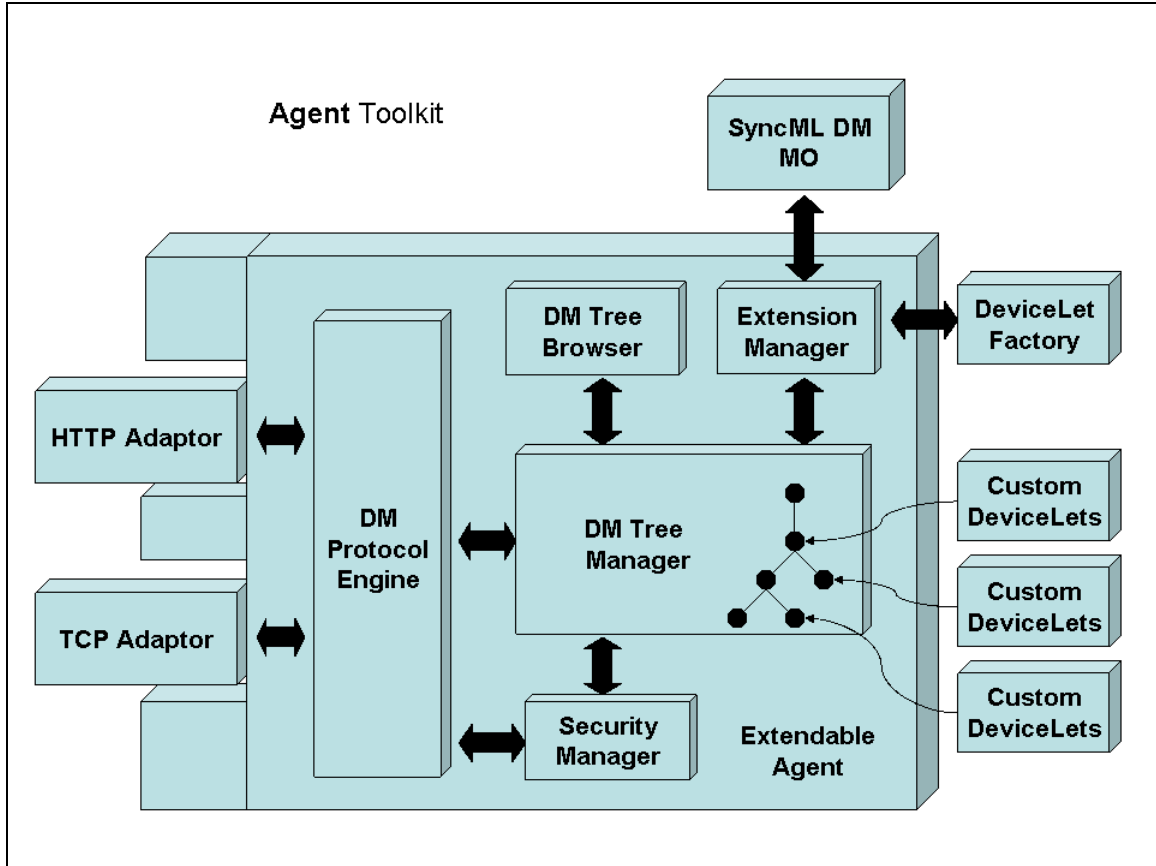 Agent Toolkit
SyncML DM
MO
DM Tree
Browser
Extension
Manager
DeviceLet
Factory
HTTP Adaptor
TCP Adaptor
DM
Protocol
Engine
DM Tree
Manager
Custom
DeviceLets
Custom
DeviceLets
Custom
DeviceLets
Security
Manager
Extendable
Agent